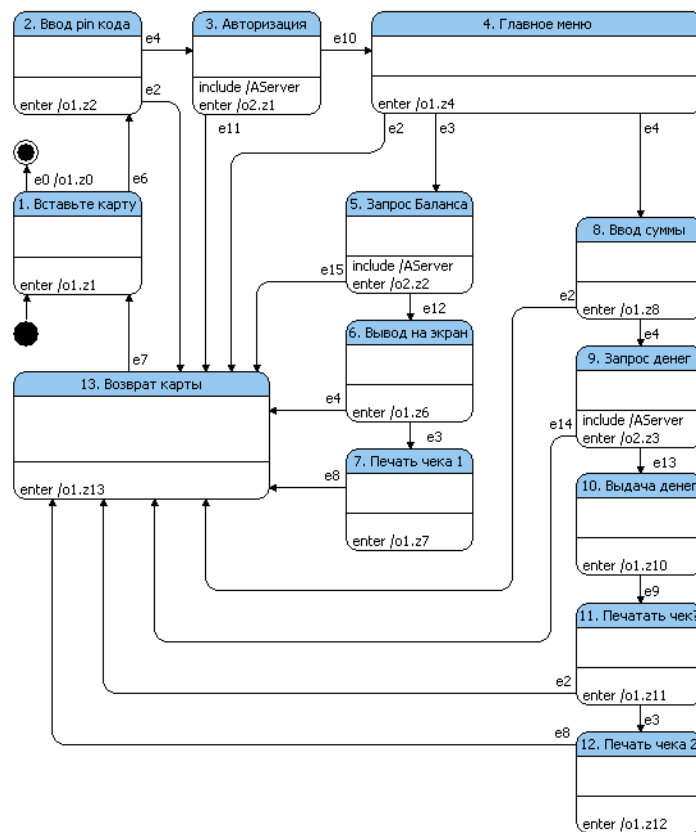 2. Ввод pin кода
enter /o1.z2
e4
3. Авторизация
include /AServer
enter /o2.z1
e10
4. Главное меню
enter /o1.z4
e2
e11
e2
e3
e4
e0 /o1.z0
e6
1. Вставьте карту
enter /o1.z1
5. Запрос Баланса
include /AServer
enter /o2.z2
e15
e12
8. Ввод суммы
enter /o1.z8
e2
e4
6. Вывод на экран
enter /o1.z6
e4
e3
e7
13. Возврат карты
enter /o1.z13
9. Запрос денег
include /AServer
enter /o2.z3
e14
e13
7. Печать чека 1
enter /o1.z7
e8
10. Выдача денег
enter /o1.z10
e9
11. Печатать чек?
enter /o1.z11
e2
e3
12. Печать чека 2
enter /o1.z12
e8